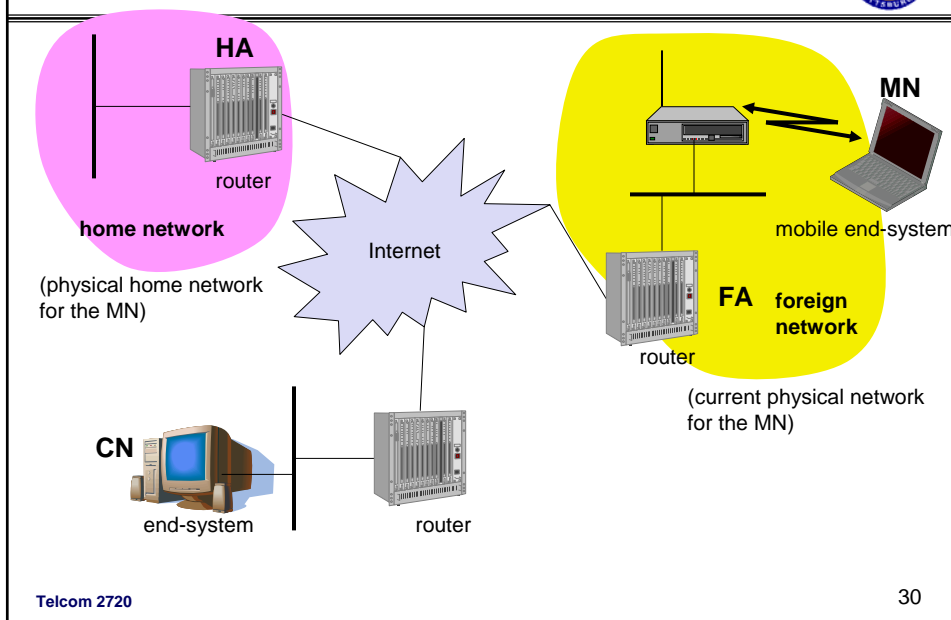 TTSBURG
HA
router
home network
(physical home network
for the MN)
Internet
MN
mobile end-system
FA
foreign
network
router
(current physical network
for the MN)
CN
end-system
router
Telcom 2720
30